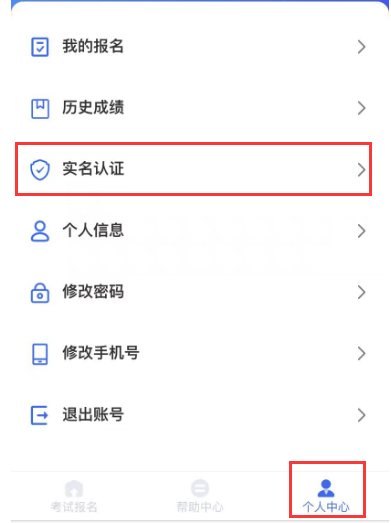 我的报名
历史成绩
实名认证
个人信息
修改密码
修改手机号
退出账号
考试报名
帮助中心
个人中心